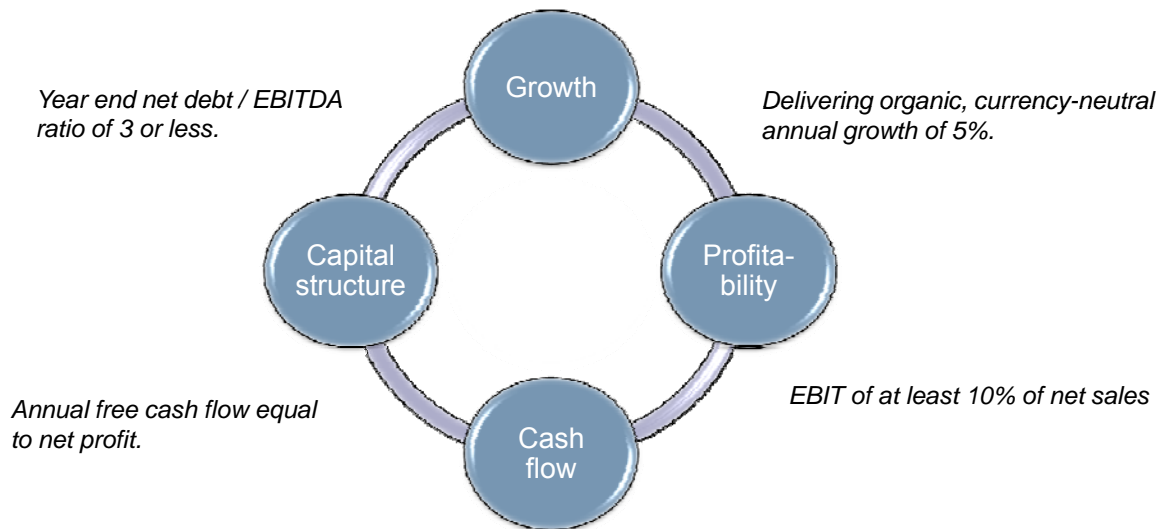 Growth
Year end net debt / EBITDA
ratio of 3 or less.
Delivering organic, currency-neutral
annual growth of 5%.
Capital
structure
Profita-
bility
Annual free cash flow equal
to net profit.
EBIT of at least 10% of net sales
Cash
flow